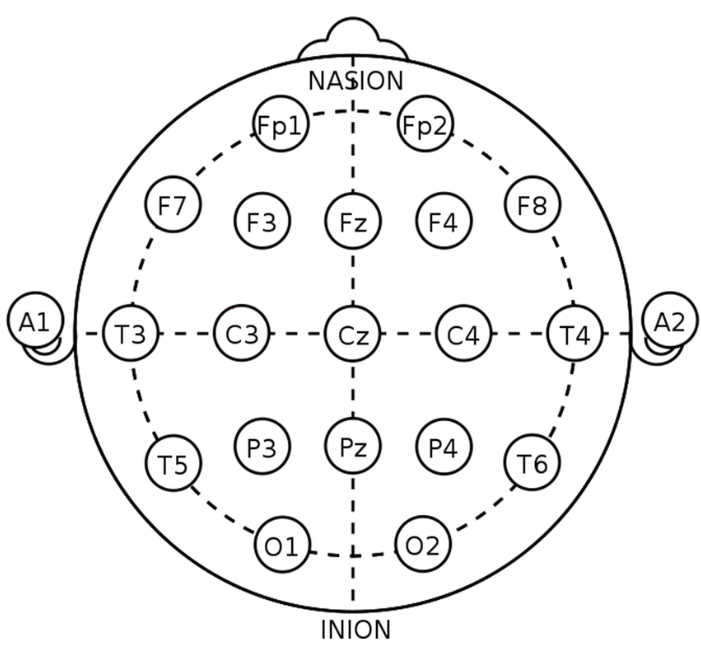 NASION
Fp1 Fp2
F7 F3 Fz F4 F8
A1 T3 C3 Cz C4 T4 A2
T5 P3 Pz P4 T6
O1 O2
INION